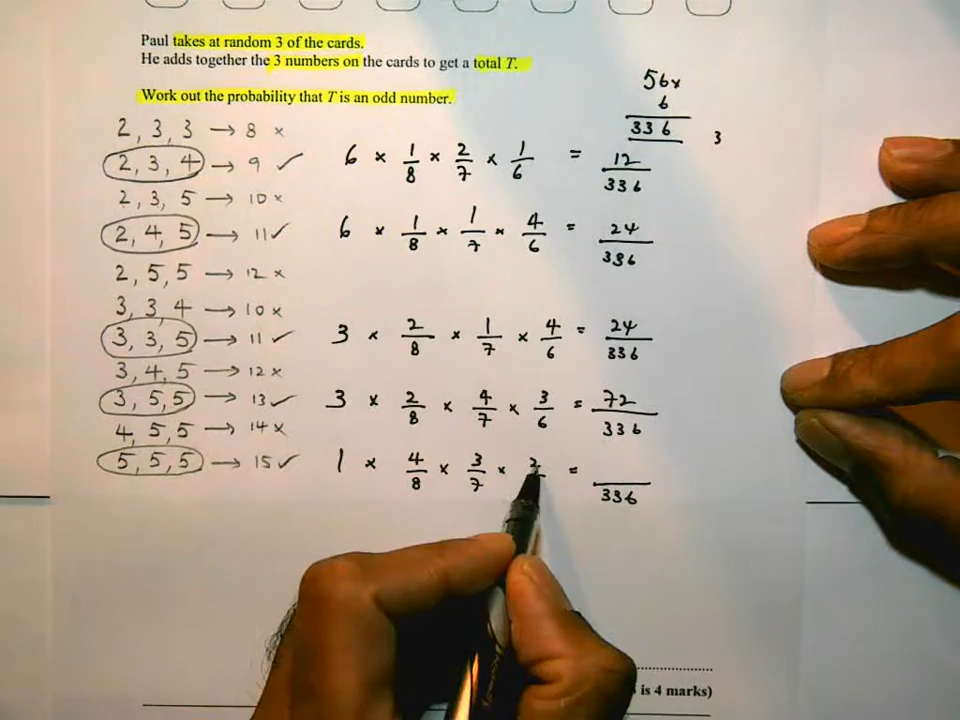 Paul takes at random 3 of the cards.
He adds together the 3 numbers on the cards to get a total T.
Work out the probability that T is an odd number.
56x
6
336
3
2, 3, 3 → 8 ×
2, 3, 4 → 9 ✓ 6 × 1/8 × 2/7 × 1/6 = 12/336
2, 3, 5 → 10 ×
2, 4, 5 → 11 ✓ 6 × 1/8 × 1/7 × 4/6 = 24/336
2, 5, 5 → 12 ×
3, 3, 4 → 10 ×
3, 3, 5 → 11 ✓ 3 × 2/8 × 1/7 × 4/6 = 24/336
3, 4, 5 → 12 ×
3, 5, 5 → 13 ✓ 3 × 2/8 × 4/7 × 3/6 = 72/336
4, 5, 5 → 14 ×
5, 5, 5 → 15 ✓ 1 × 4/8 × 3/7 × = /336
is 4 marks)